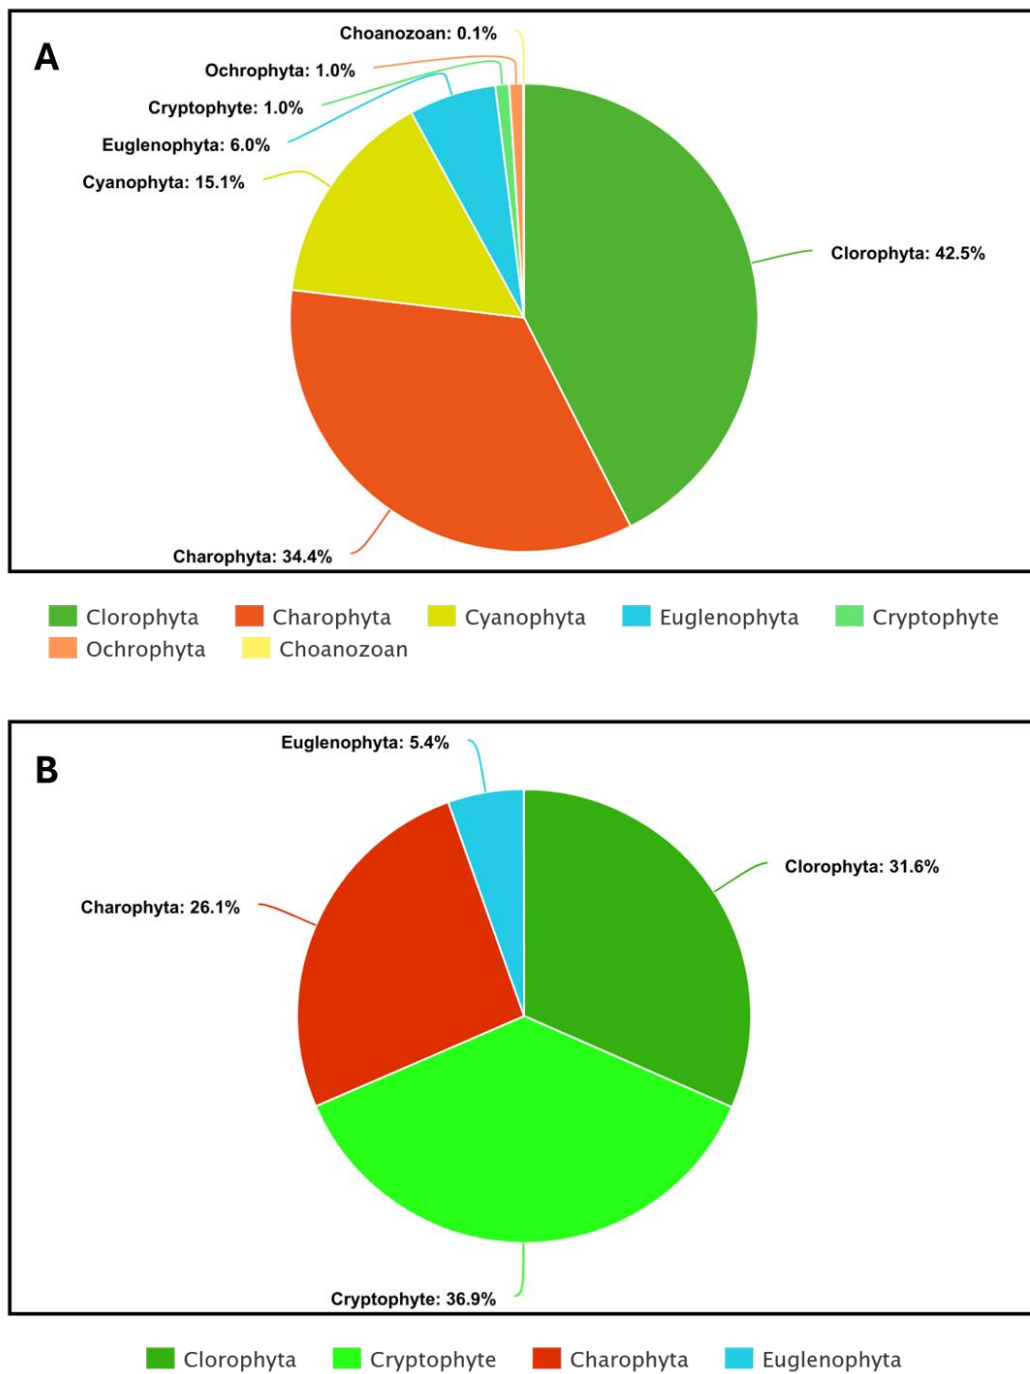 A
Choanozoan: 0.1%
Ochrophyta: 1.0%
Cryptophyte: 1.0%
Euglenophyta: 6.0%
Cyanophyta: 15.1%
Clorophyta: 42.5%
Charophyta: 34.4%
Clorophyta Charophyta Cyanophyta Euglenophyta Cryptophyte
Ochrophyta Choanozoan
B
Euglenophyta: 5.4%
Clorophyta: 31.6%
Charophyta: 26.1%
Cryptophyte: 36.9%
Clorophyta Cryptophyte Charophyta Euglenophyta